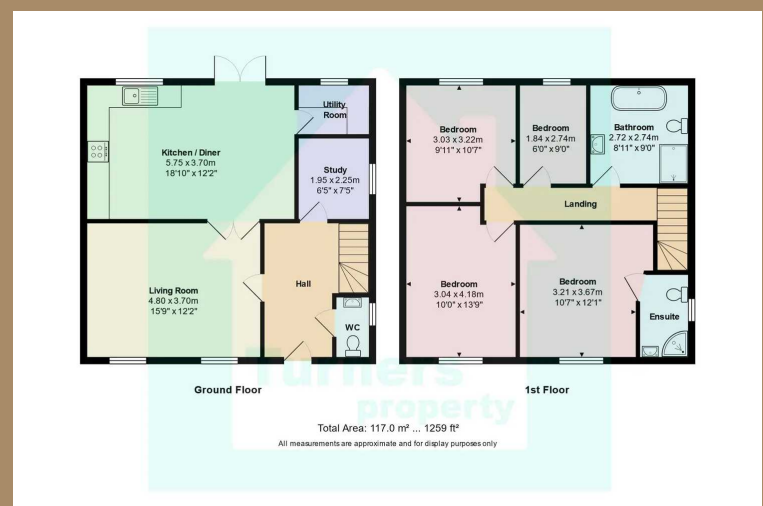 Utility
Room
Kitchen / Diner
5.75 x 3.70m
18'10" x 12'2"
Study
1.95 x 2.25m
6'5" x 7'5"
Living Room
4.80 x 3.70m
15'9" x 12'2"
Hall
WC
Ground Floor
Bedroom
3.03 x 3.22m
9'11" x 10'7"
Bedroom
1.84 x 2.74m
6'0" x 9'0"
Bathroom
2.72 x 2.74m
8'11" x 9'0"
Landing
Bedroom
3.04 x 4.18m
10'0" x 13'9"
Bedroom
3.21 x 3.67m
10'7" x 12'1"
Ensuite
1st Floor
Turners
property
Total Area: 117.0 m² ... 1259 ft²
All measurements are approximate and for display purposes only